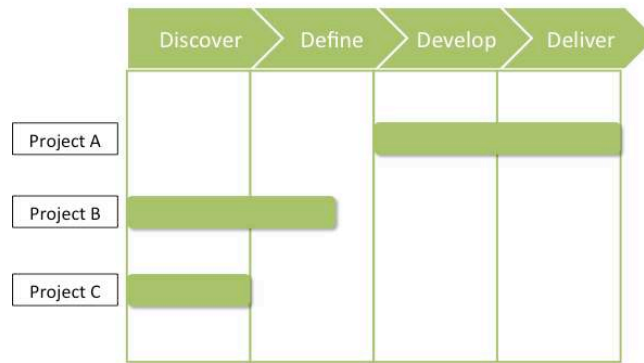 Discover
Define
Develop
Deliver
Project A
Project B
Project C